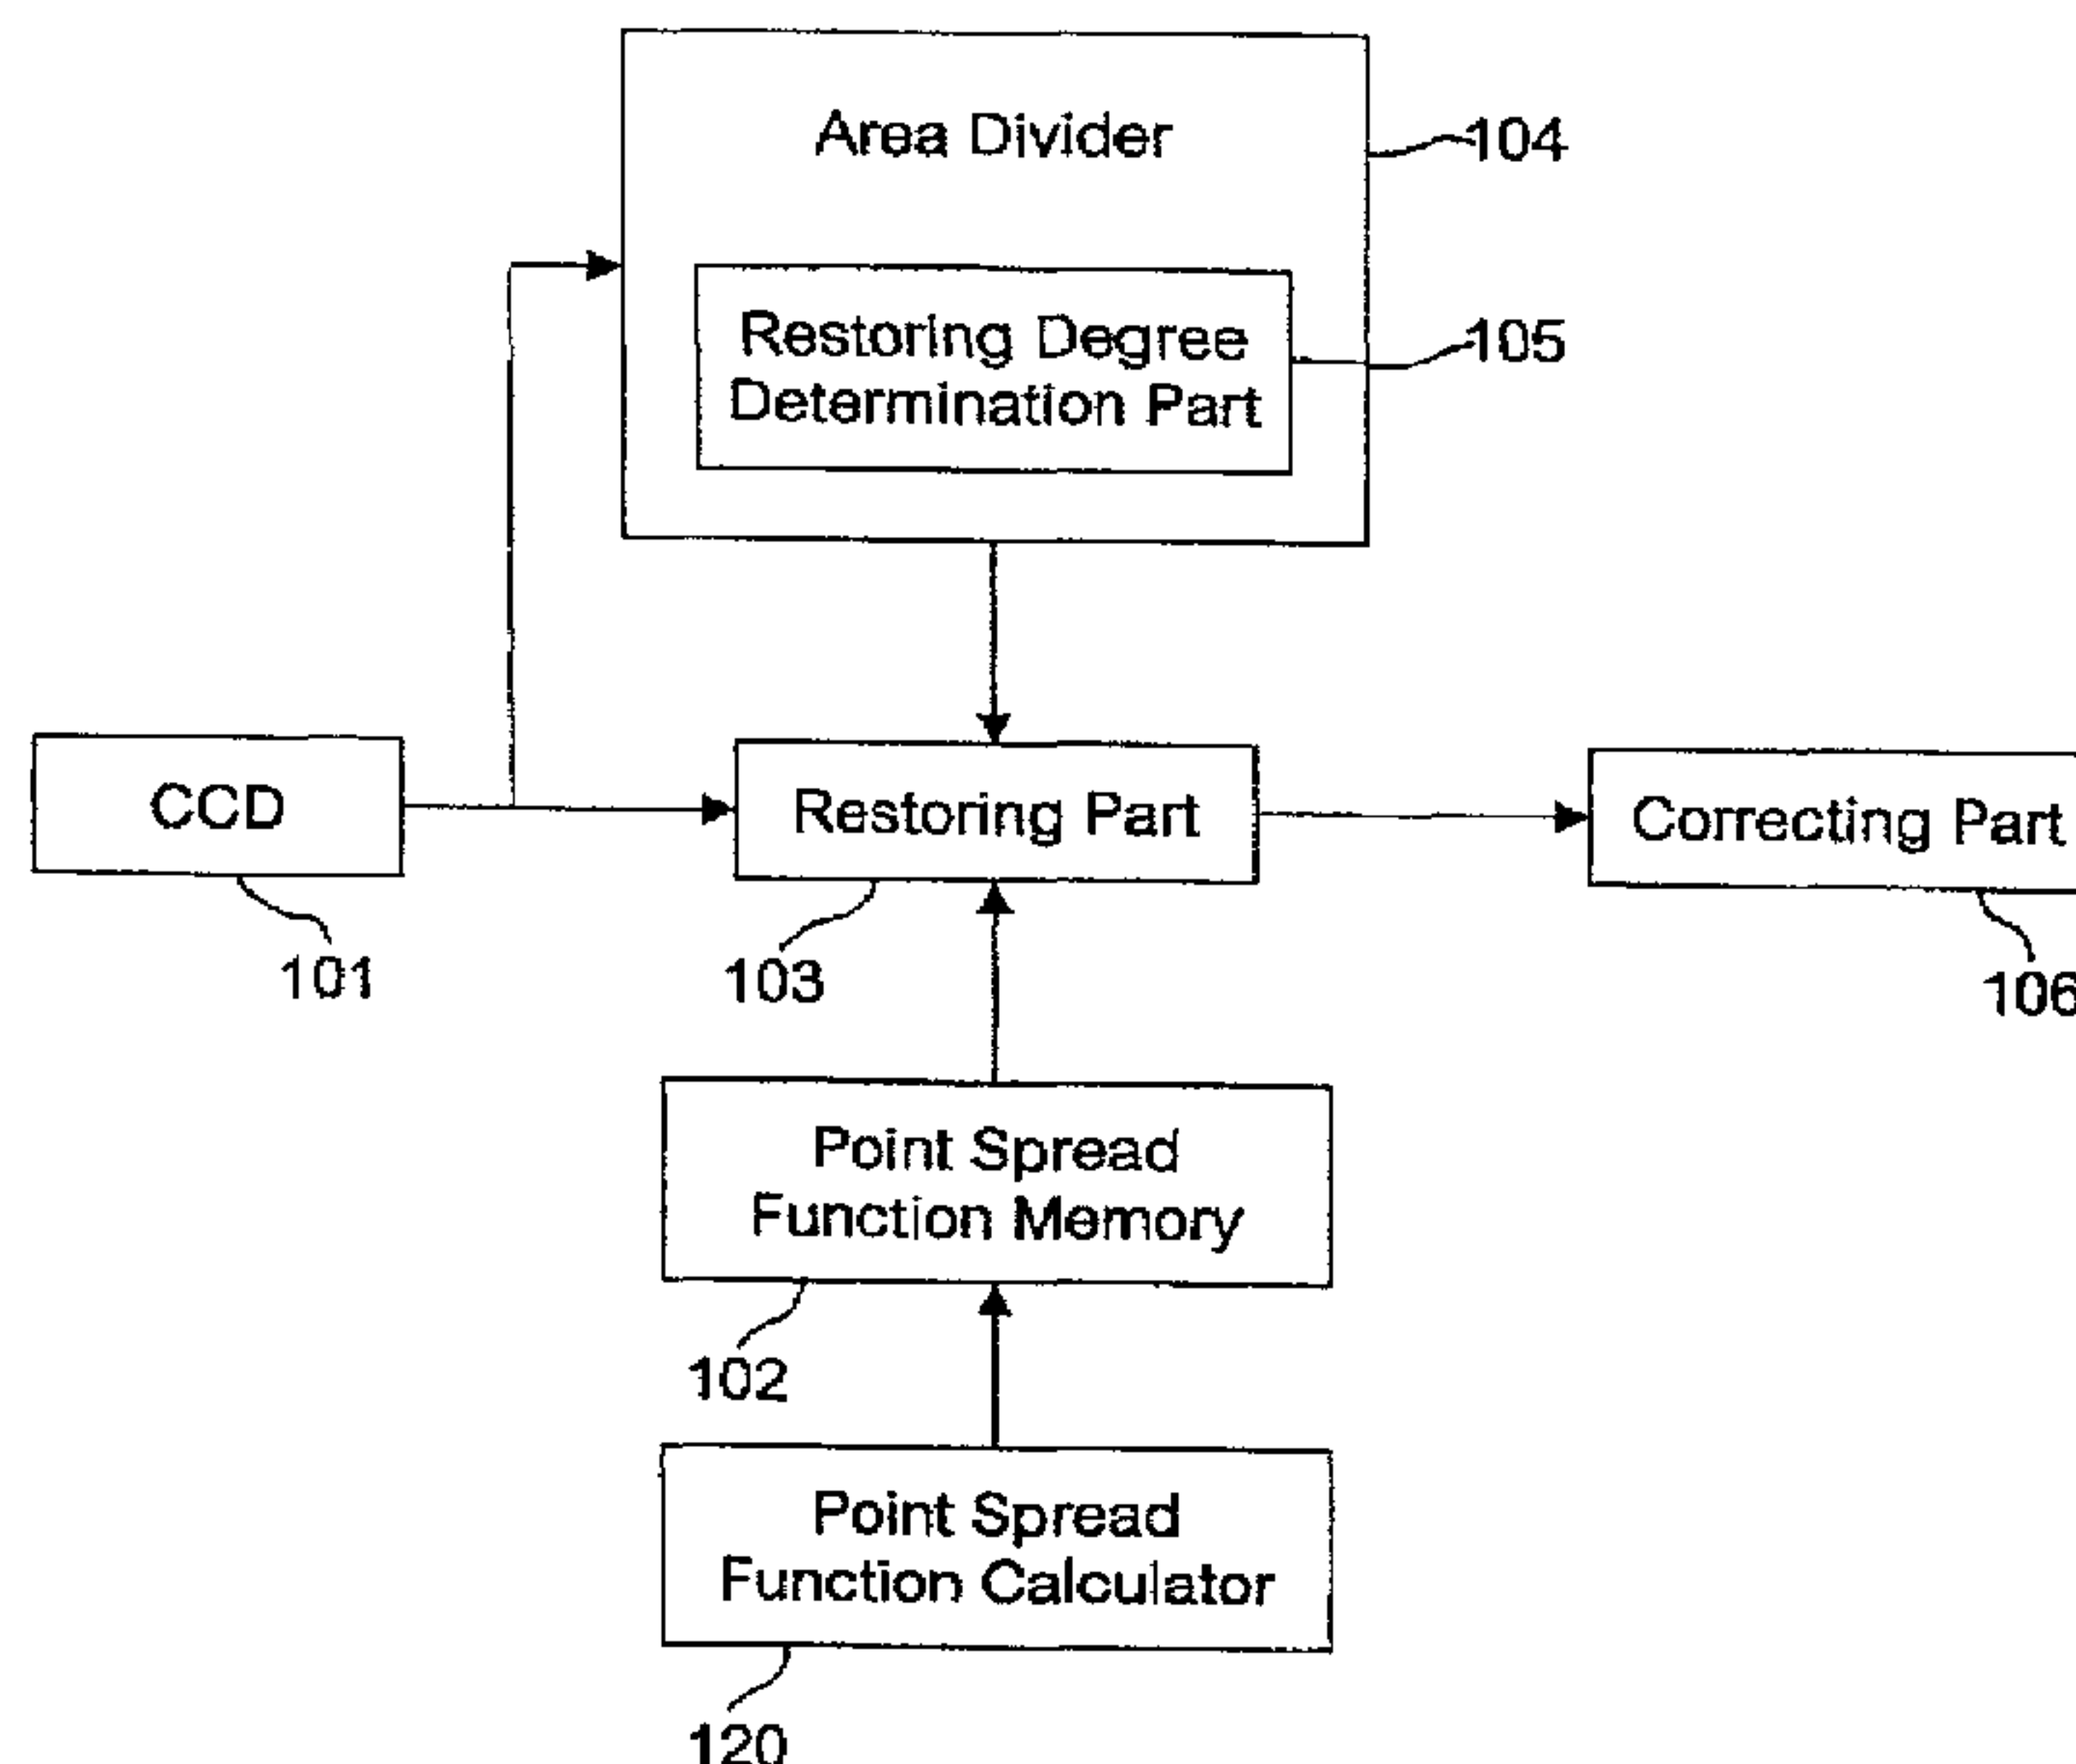 Area Divider
104
Restoring Degree
Determination Part
105
CCD
101
Restoring Part
103
Correcting Part
106
Point Spread
Function Memory
102
Point Spread
Function Calculator
120